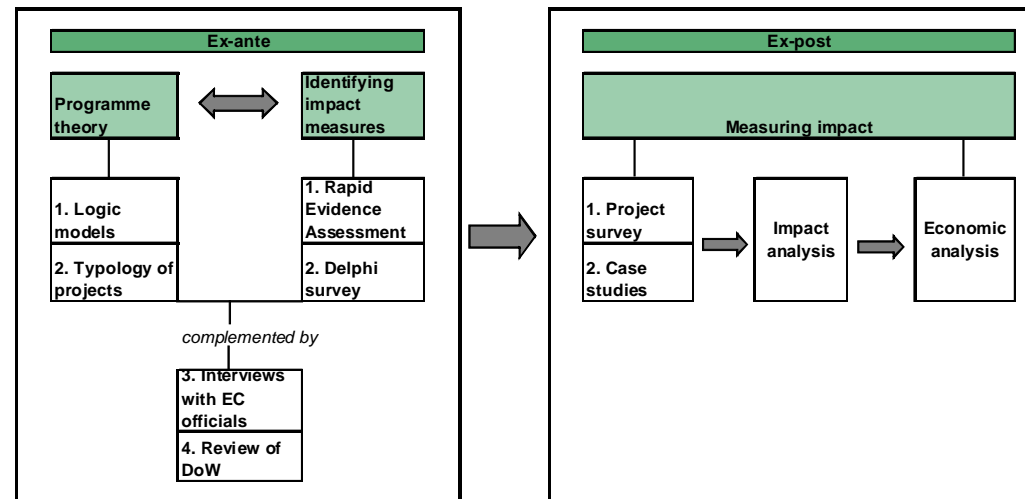 Ex-ante
Programme
theory
Identifying
impact
measures
1. Logic
models
2. Typology of
projects
1. Rapid
Evidence
Assessment
2. Delphi
survey
complemented by
3. Interviews
with EC
officials
4. Review of
DoW
Ex-post
Measuring impact
1. Project
survey
2. Case
studies
Impact
analysis
Economic
analysis